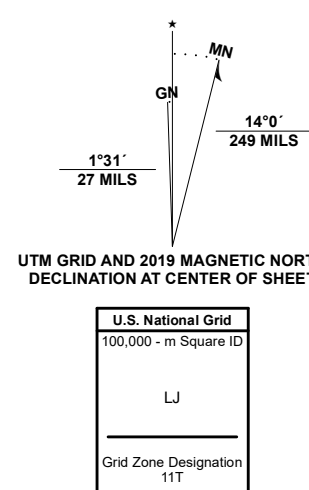 ★
MN
GN
14°0´
249 MILS
1°31´
27 MILS
UTM GRID AND 2019 MAGNETIC NORT
DECLINATION AT CENTER OF SHEET
U.S. National Grid
100,000 - m Square ID
LJ
Grid Zone Designation
11T